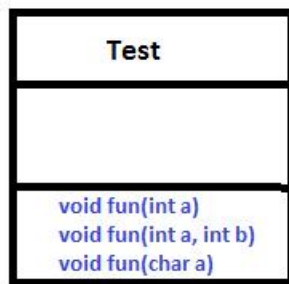 Test
void fun(int a)
void fun(int a, int b)
void fun(char a)